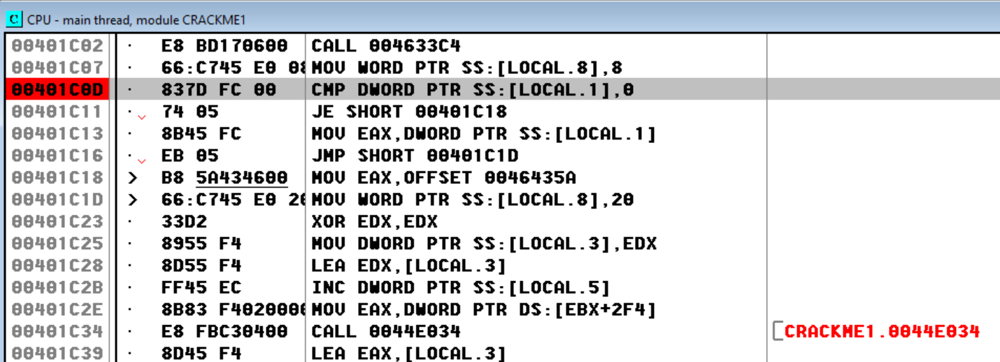 C CPU - main thread, module CRACKME1
00401C02 · E8 BD170600 CALL 004633C4
00401C07 · 66:C745 E0 08 MOV WORD PTR SS:[LOCAL.8],8
00401C0D · 837D FC 00 CMP DWORD PTR SS:[LOCAL.1],0
00401C11 · 74 05 JE SHORT 00401C18
00401C13 · 8B45 FC MOV EAX,DWORD PTR SS:[LOCAL.1]
00401C16 · EB 05 JMP SHORT 00401C1D
00401C18 > B8 5A434600 MOV EAX,OFFSET 0046435A
00401C1D > 66:C745 E0 20 MOV WORD PTR SS:[LOCAL.8],20
00401C23 · 33D2 XOR EDX,EDX
00401C25 · 8955 F4 MOV DWORD PTR SS:[LOCAL.3],EDX
00401C28 · 8D55 F4 LEA EDX,[LOCAL.3]
00401C2B · FF45 EC INC DWORD PTR SS:[LOCAL.5]
00401C2E · 8B83 F4020000 MOV EAX,DWORD PTR DS:[EBX+2F4]
00401C34 · E8 FBC30400 CALL 0044E034 [CRACKME1.0044E034
00401C39 · 8D45 F4 LEA EAX,[LOCAL.3]